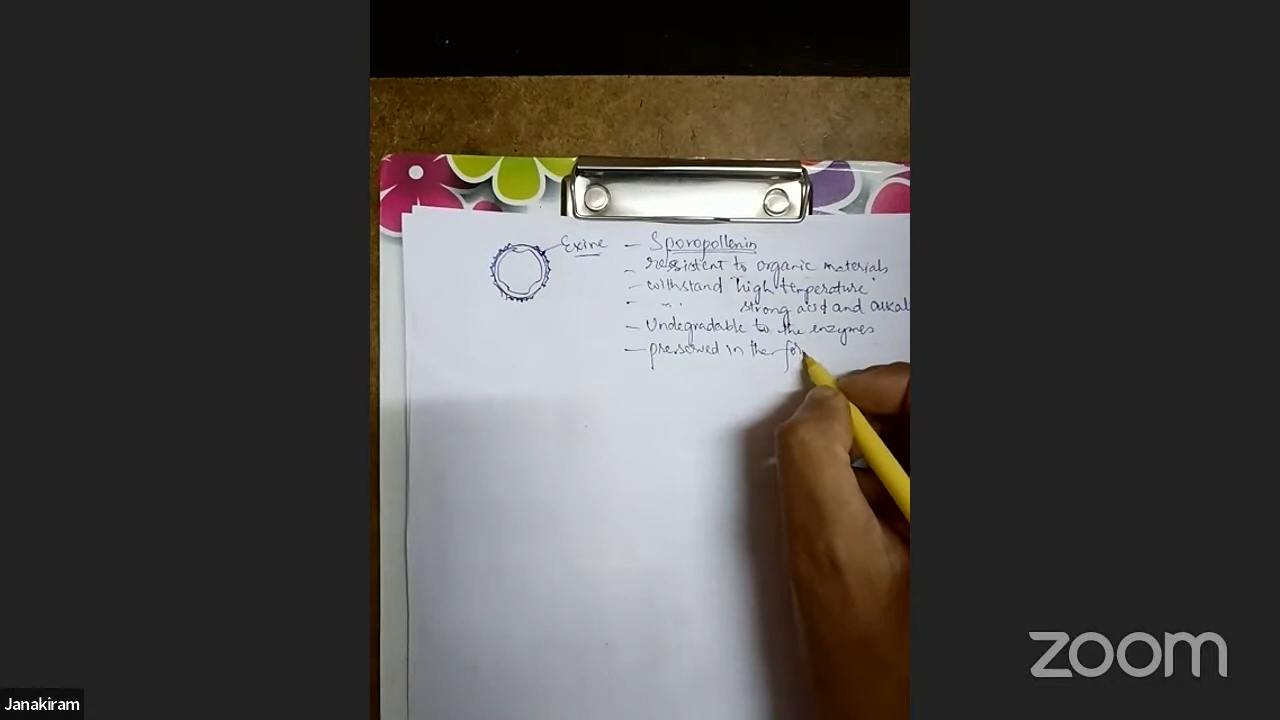 Exine – Sporopollenin
– resistent to organic materials
– withstand "high temperature"
– " " strong acid and alkal
– Undegradable to the enzymes
– preserved in the for
zoom
Janakiram